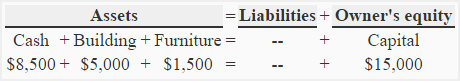 Assets = Liabilities + Owner's equity
Cash + Building + Furniture = -- + Capital
$8,500 + $5,000 + $1,500 = -- + $15,000